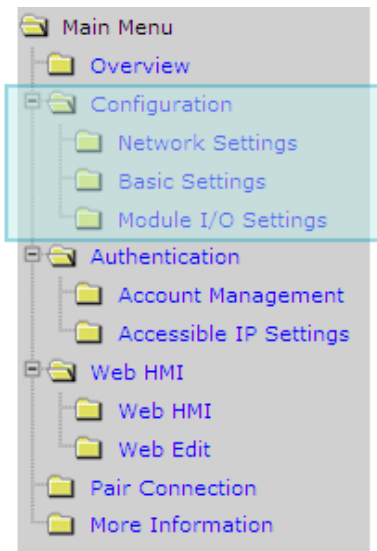 Main Menu
Overview
Configuration
Network Settings
Basic Settings
Module I/O Settings
Authentication
Account Management
Accessible IP Settings
Web HMI
Web HMI
Web Edit
Pair Connection
More Information